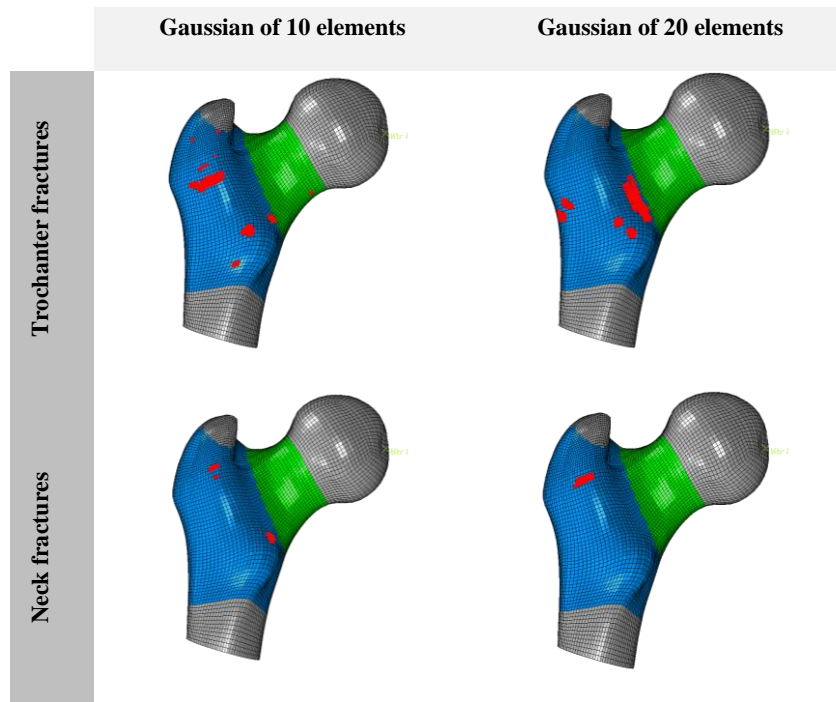 Gaussian of 10 elements
Gaussian of 20 elements
Trochanter fractures
Neck fractures